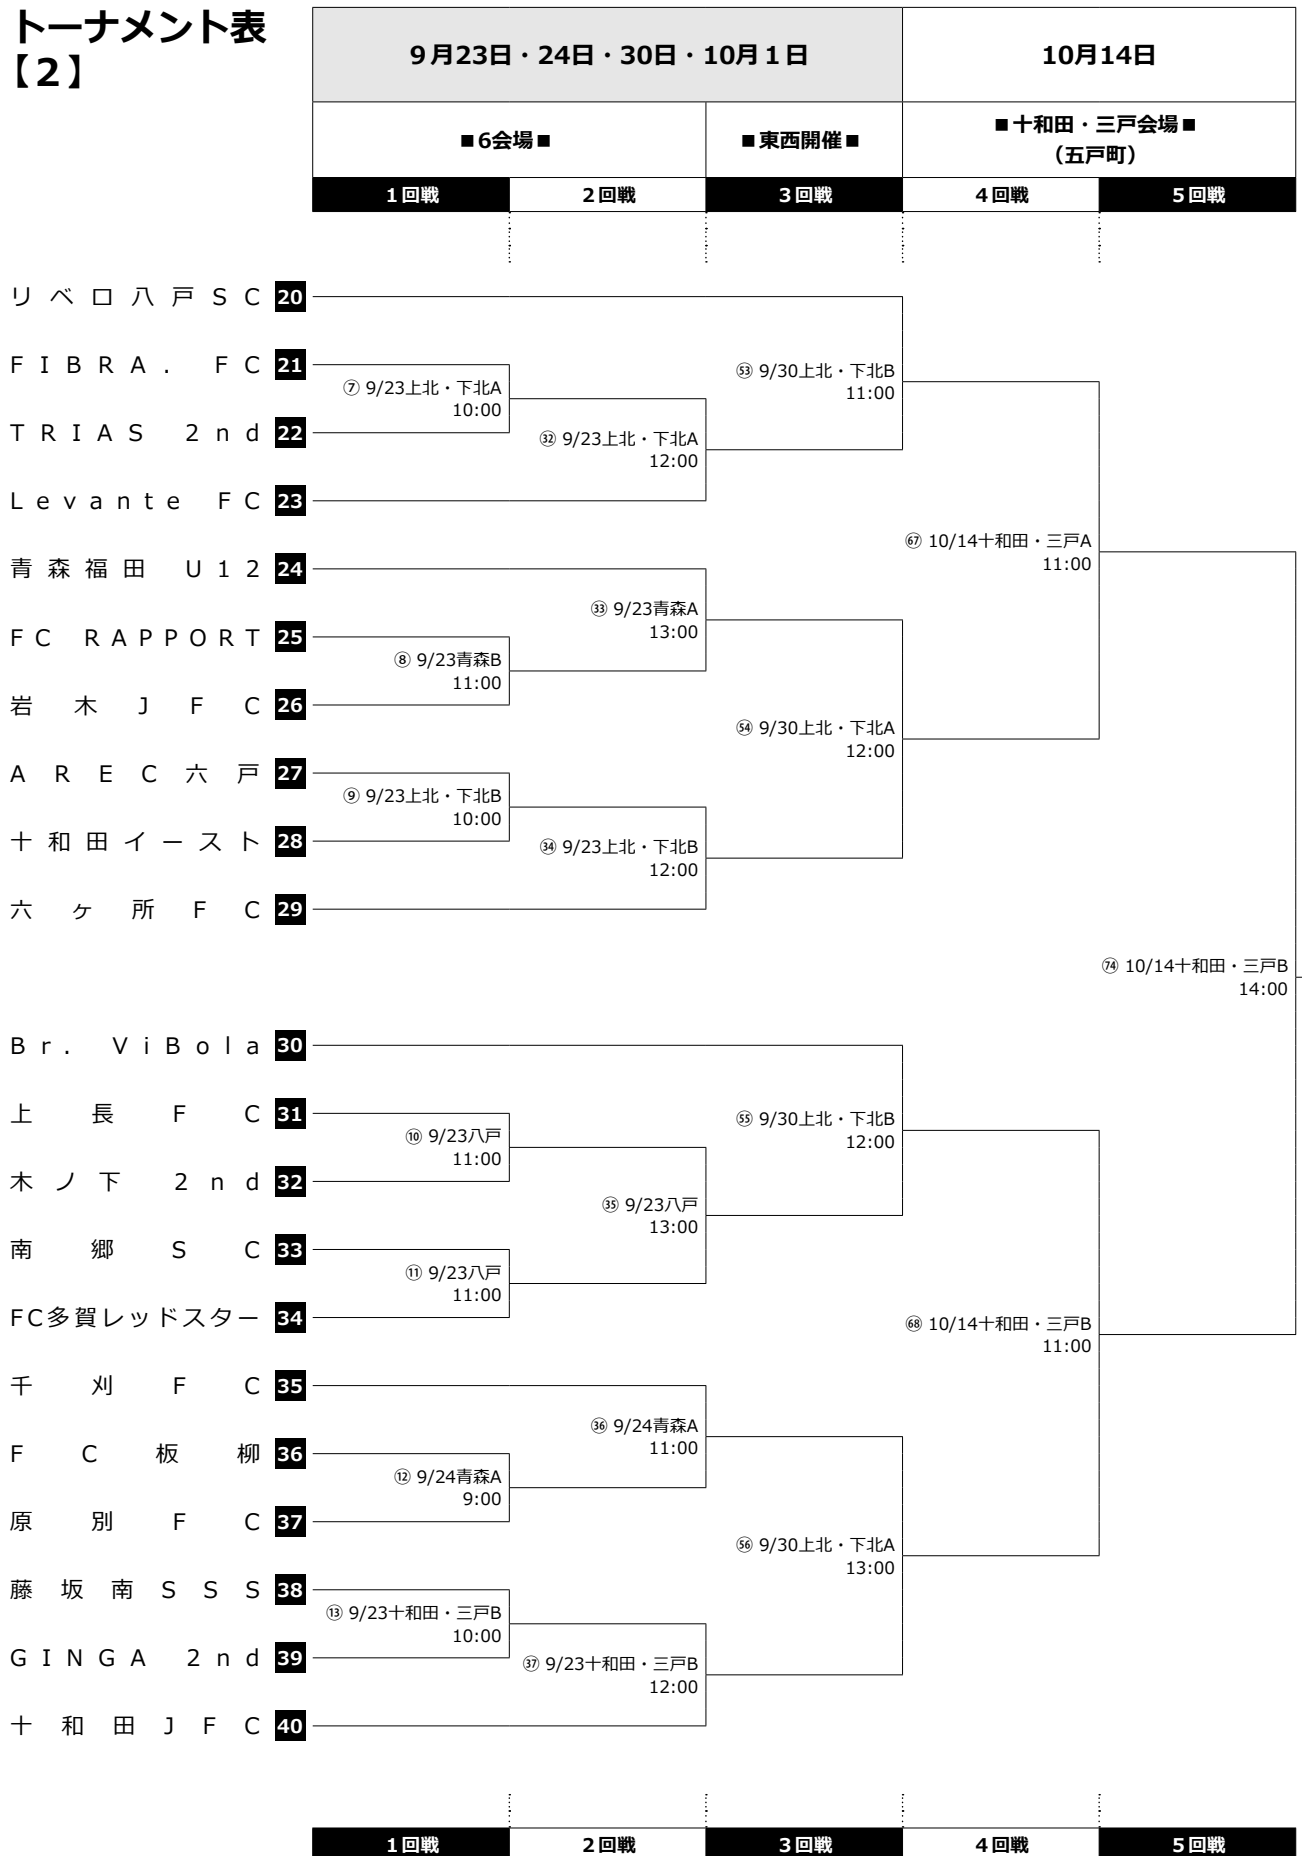 トーナメント表
【2】
9月23日・24日・30日・10月1日
10月14日
■6会場■
■東西開催■
■十和田・三戸会場■
（五戸町）
1回戦
2回戦
3回戦
4回戦
5回戦
リベロ八戸SC 20
FIBRA. FC 21
⑦ 9/23上北・下北A
10:00
TRIAS 2nd 22
㉜ 9/23上北・下北A
12:00
㊼ 9/30上北・下北B
11:00
Levante FC 23
青森福田 U12 24
㉝ 9/23青森A
13:00
FC RAPPORT 25
⑧ 9/23青森B
11:00
岩木JFC 26
67 10/14十和田・三戸A
11:00
54 9/30上北・下北A
12:00
AREC六戸 27
⑨ 9/23上北・下北B
10:00
十和田イースト 28
㉞ 9/23上北・下北B
12:00
六ヶ所FC 29
74 10/14十和田・三戸B
14:00
Br. ViBola 30
上長FC 31
⑩ 9/23八戸
11:00
55 9/30上北・下北B
12:00
木ノ下 2nd 32
㉟ 9/23八戸
13:00
南郷SC 33
⑪ 9/23八戸
11:00
FC多賀レッドスター 34
68 10/14十和田・三戸B
11:00
千刈FC 35
㊱ 9/24青森A
11:00
FC板柳 36
⑫ 9/24青森A
9:00
原別FC 37
56 9/30上北・下北A
13:00
藤坂南SSS 38
⑬ 9/23十和田・三戸B
10:00
GINGA 2nd 39
㊲ 9/23十和田・三戸B
12:00
十和田JFC 40
1回戦
2回戦
3回戦
4回戦
5回戦